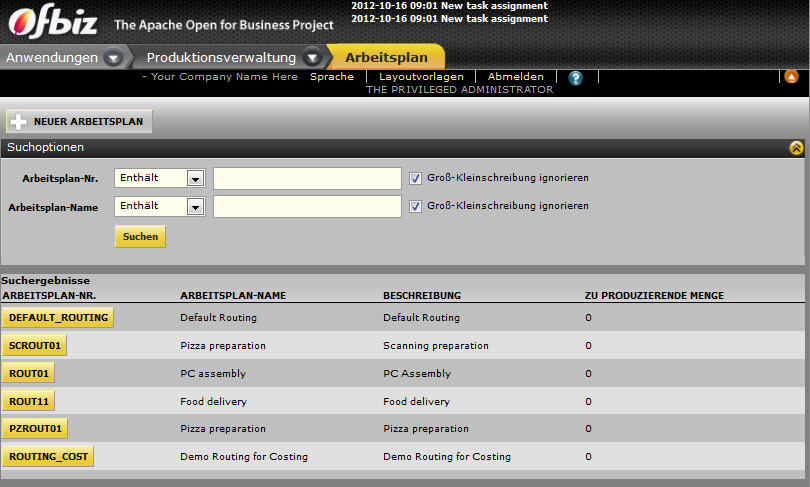 Ofbiz The Apache Open for Business Project
2012-10-16 09:01 New task assignment
2012-10-16 09:01 New task assignment
Anwendungen Produktionsverwaltung Arbeitsplan
- Your Company Name Here Sprache Layoutvorlagen Abmelden ?
THE PRIVILEGED ADMINISTRATOR
NEUER ARBEITSPLAN
Suchoptionen
Arbeitsplan-Nr. Enthält Groß-Kleinschreibung ignorieren
Arbeitsplan-Name Enthält Groß-Kleinschreibung ignorieren
Suchen
Suchergebnisse
ARBEITSPLAN-NR. ARBEITSPLAN-NAME BESCHREIBUNG ZU PRODUZIERENDE MENGE
DEFAULT_ROUTING Default Routing Default Routing 0
SCROUT01 Pizza preparation Scanning preparation 0
ROUT01 PC assembly PC Assembly 0
ROUT11 Food delivery Food delivery 0
PZROUT01 Pizza preparation Pizza preparation 0
ROUTING_COST Demo Routing for Costing Demo Routing for Costing 0